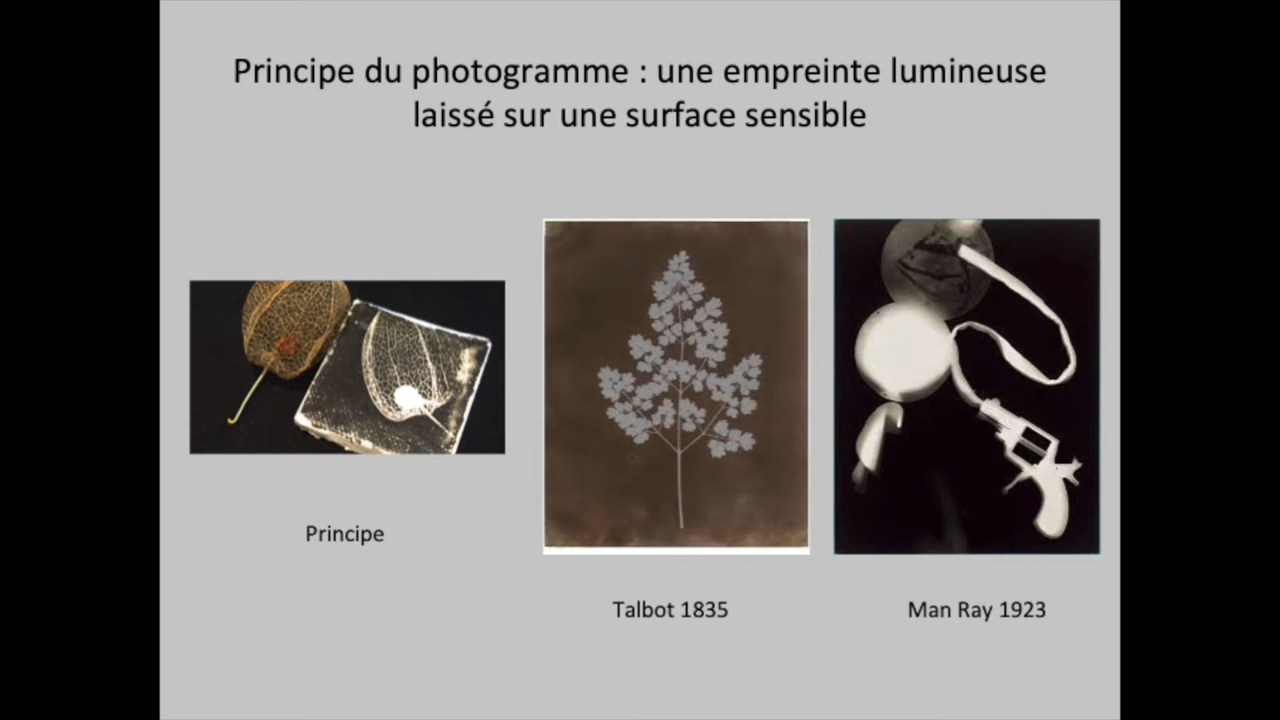 Principe du photogramme : une empreinte lumineuse
laissé sur une surface sensible
Principe
Talbot 1835
Man Ray 1923